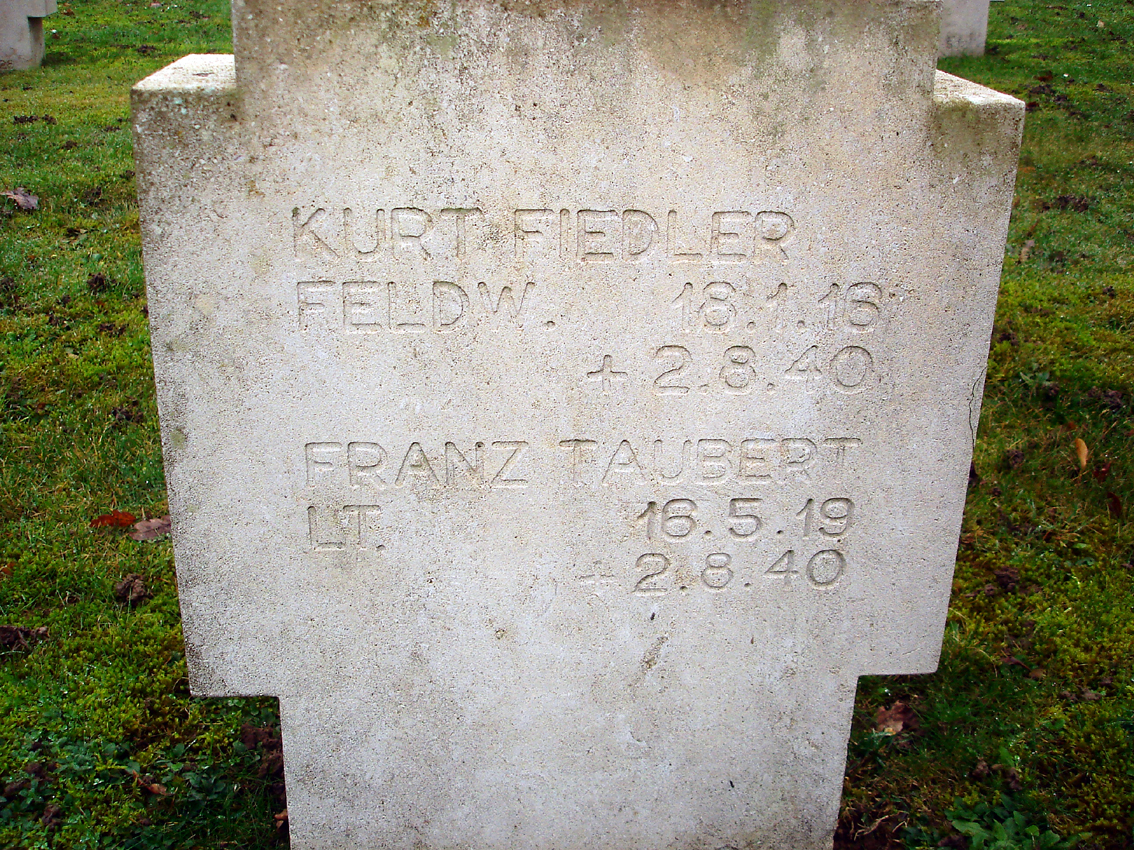 KURT FIEDLER
FELDW. 18.1.16
+ 2.8.40
FRANZ TAUBERT
LT. 16.5.19
+ 2.8.40